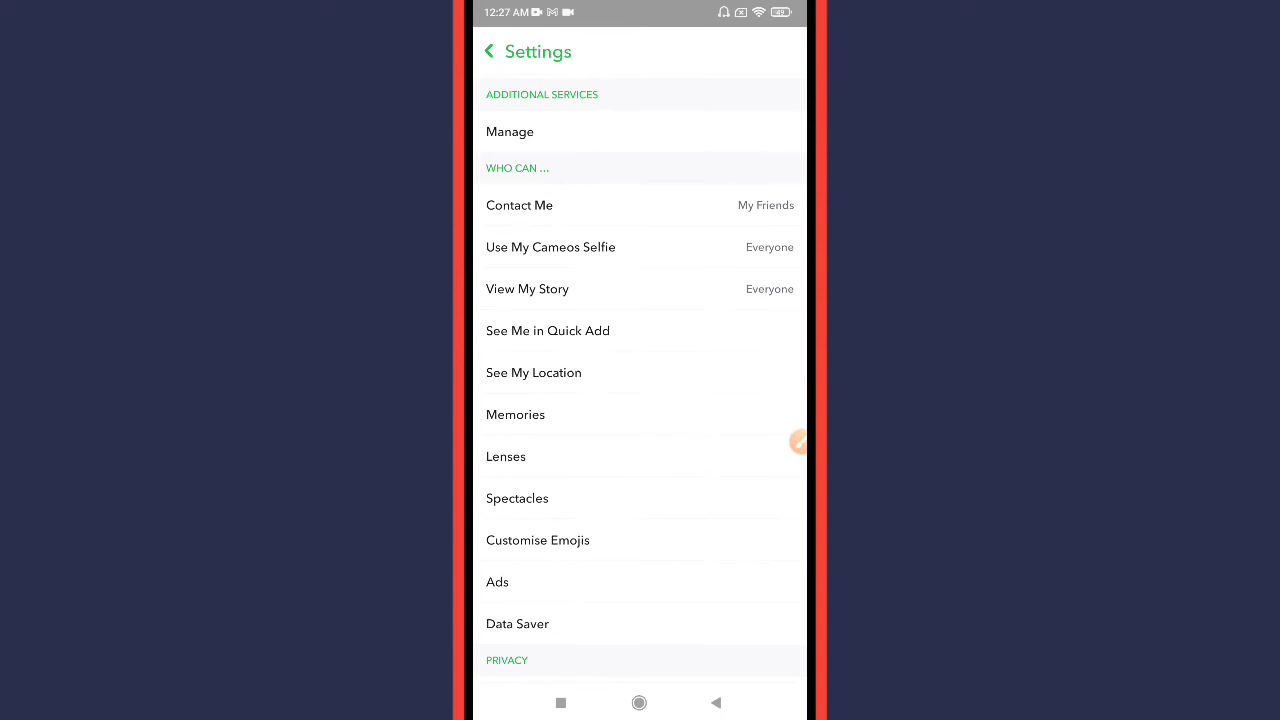 12:27 AM 49
Settings
ADDITIONAL SERVICES
Manage
WHO CAN ...
Contact Me My Friends
Use My Cameos Selfie Everyone
View My Story Everyone
See Me in Quick Add
See My Location
Memories
Lenses
Spectacles
Customise Emojis
Ads
Data Saver
PRIVACY